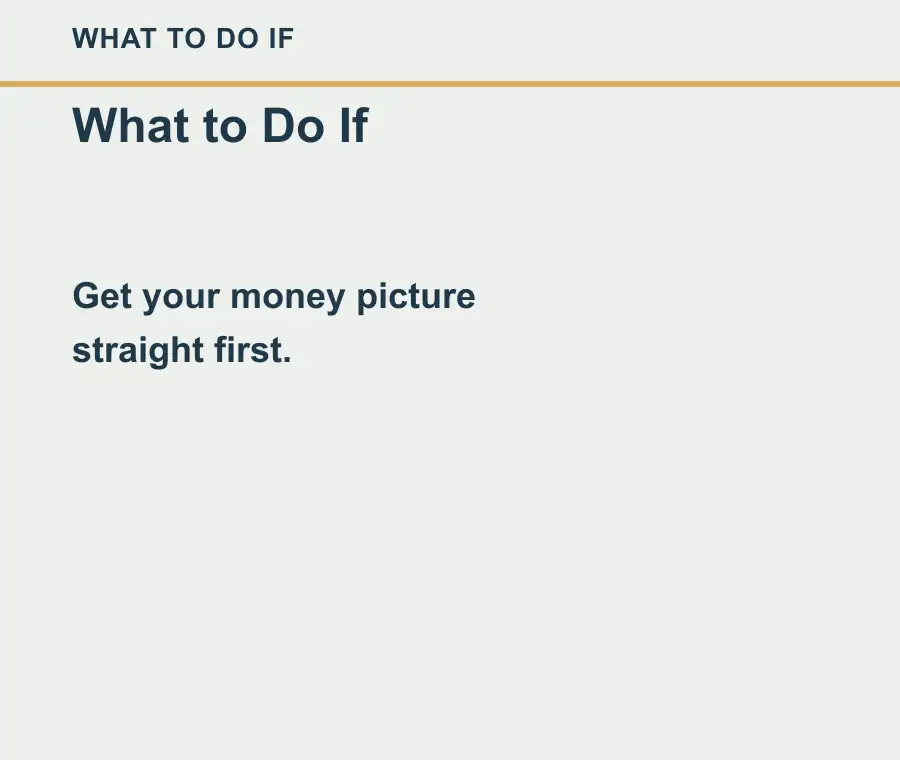 WHAT TO DO IF
What to Do If
Get your money picture
straight first.